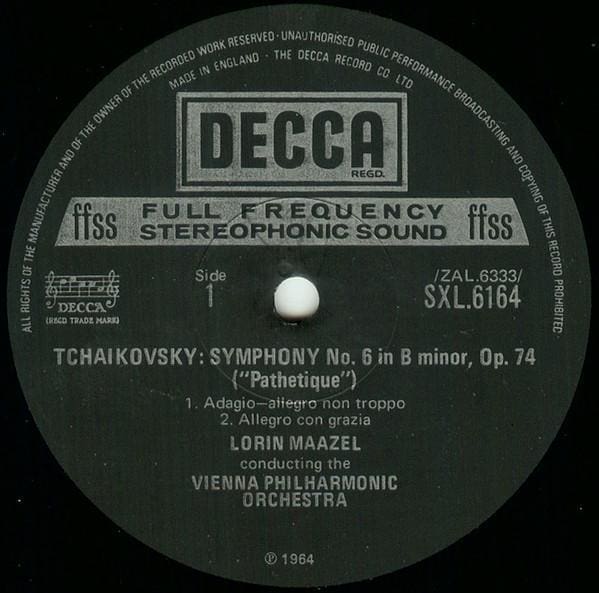 ALL RIGHTS OF THE MANUFACTURER AND OF THE OWNER OF THE RECORDED WORK RESERVED · UNAUTHORISED PUBLIC PERFORMANCE BROADCASTING AND COPYING OF THIS RECORD PROHIBITED ·
MADE IN ENGLAND · THE DECCA RECORD CO LTD
DECCA
REGD.
ffss FULL FREQUENCY STEREOPHONIC SOUND ffss
DECCA
(REGD TRADE MARK)
Side
1
/ZAL.6333/
SXL.6164
TCHAIKOVSKY: SYMPHONY No. 6 in B minor, Op. 74
("Pathetique")
1. Adagio—allegro non troppo
2. Allegro con grazia
LORIN MAAZEL
conducting the
VIENNA PHILHARMONIC
ORCHESTRA
℗ 1964